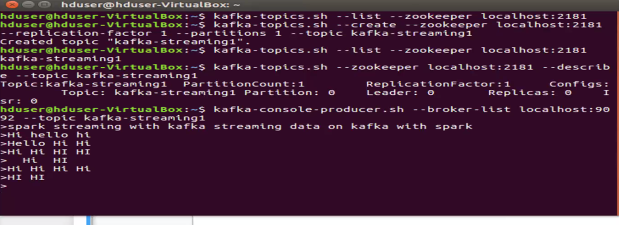 hduser@hduser-VirtualBox: ~
hduser@hduser-VirtualBox:~$ kafka-topics.sh --list --zookeeper localhost:2181
hduser@hduser-VirtualBox:~$ kafka-topics.sh --create --zookeeper localhost:2181
--replication-factor 1 --partitions 1 --topic kafka-streaming1
Created topic "kafka-streaming1".
hduser@hduser-VirtualBox:~$ kafka-topics.sh --list --zookeeper localhost:2181
kafka-streaming1
hduser@hduser-VirtualBox:~$ kafka-topics.sh --zookeeper localhost:2181 --describ
e --topic kafka-streaming1
Topic:kafka-streaming1 PartitionCount:1 ReplicationFactor:1 Configs:
Topic: kafka-streaming1 Partition: 0 Leader: 0 Replicas: 0 I
sr: 0
hduser@hduser-VirtualBox:~$ kafka-console-producer.sh --broker-list localhost:90
92 --topic kafka-streaming1
>spark streaming with kafka streaming data on kafka with spark
>Hi hello hi
>Hello Hi Hi
>Hi Hi HI HI
> Hi HI
>Hi Hi Hi Hi
>HI HI
>